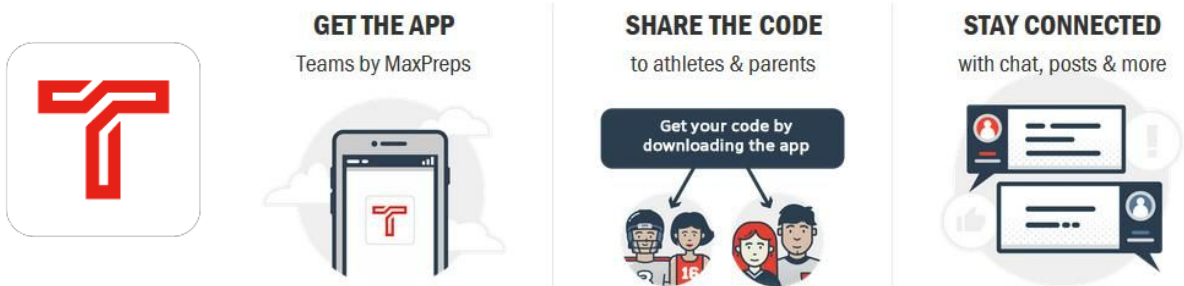 GET THE APP
Teams by MaxPreps
SHARE THE CODE
to athletes & parents
Get your code by
downloading the app
16
STAY CONNECTED
with chat, posts & more